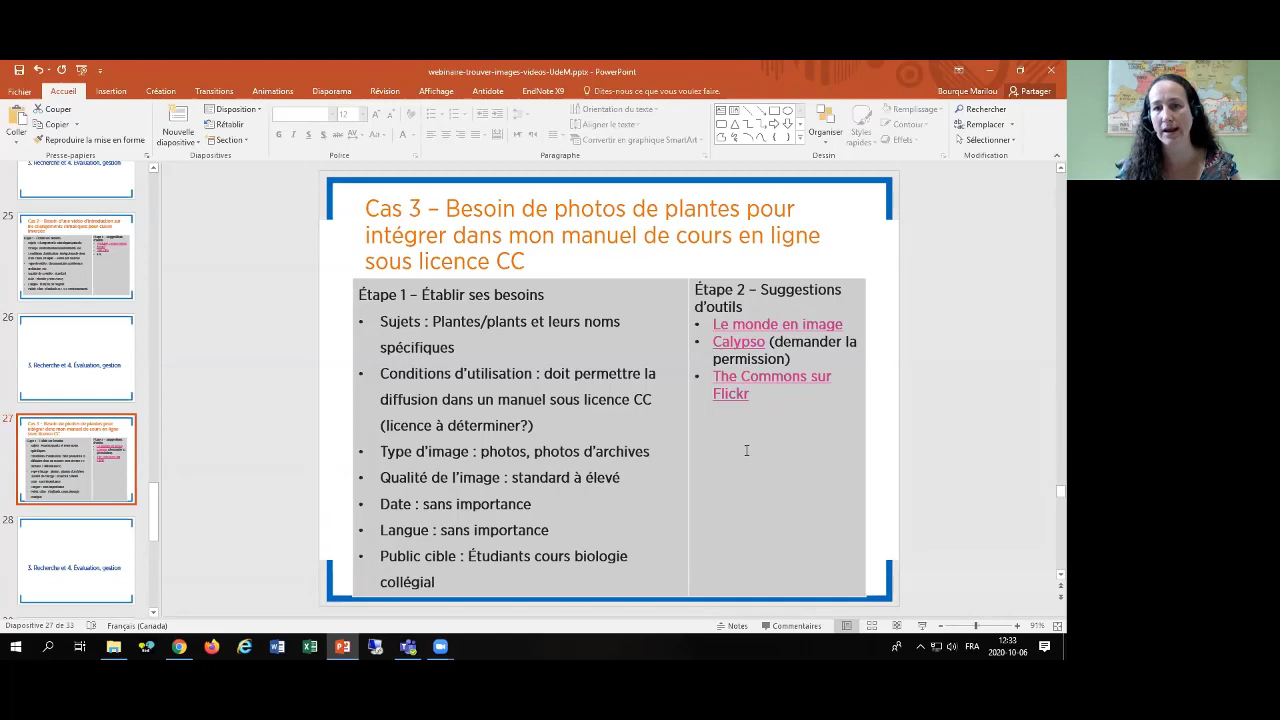 webinaire-trouver-images-videos-UdeM.pptx - PowerPoint
Fichier Accueil Insertion Création Transitions Animations Diaporama Révision Affichage Antidote EndNote X9 Dites-nous ce que vous voulez faire. Bourque Marilou Partager
Coller
Couper
Copier
Reproduire la mise en forme
Presse-papiers
Nouvelle diapositive
Disposition
Rétablir
Section
Diapositives
12
Police
Orientation du texte
Aligner le texte
Convertir en graphique SmartArt
Paragraphe
Organiser
Styles rapides
Remplissage
Contour
Effets
Dessin
Rechercher
Remplacer
Sélectionner
Modification
3. Recherche et 4. Évaluation, gestion
25
26
3. Recherche et 4. Évaluation, gestion
27
28
3. Recherche et 4. Évaluation, gestion
Cas 3 – Besoin de photos de plantes pour
intégrer dans mon manuel de cours en ligne
sous licence CC
Étape 1 – Établir ses besoins
• Sujets : Plantes/plants et leurs noms
spécifiques
• Conditions d'utilisation : doit permettre la
diffusion dans un manuel sous licence CC
(licence à déterminer?)
• Type d'image : photos, photos d'archives
• Qualité de l'image : standard à élevé
• Date : sans importance
• Langue : sans importance
• Public cible : Étudiants cours biologie
collégial
Étape 2 – Suggestions
d'outils
• Le monde en image
• Calypso (demander la
permission)
• The Commons sur
Flickr
Diapositive 27 de 33 Français (Canada) Notes Commentaires 91%
FRA
12:33
2020-10-06